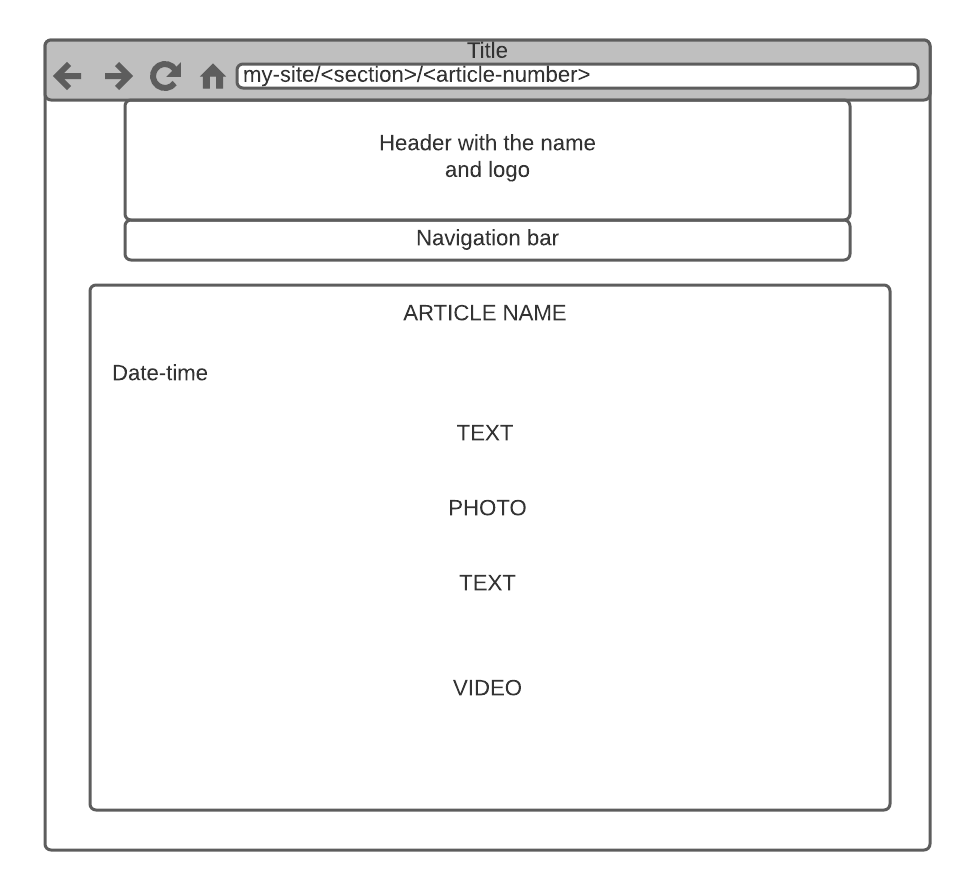 Title
my-site/<section>/<article-number>
Header with the name
and logo
Navigation bar
ARTICLE NAME
Date-time
TEXT
PHOTO
TEXT
VIDEO